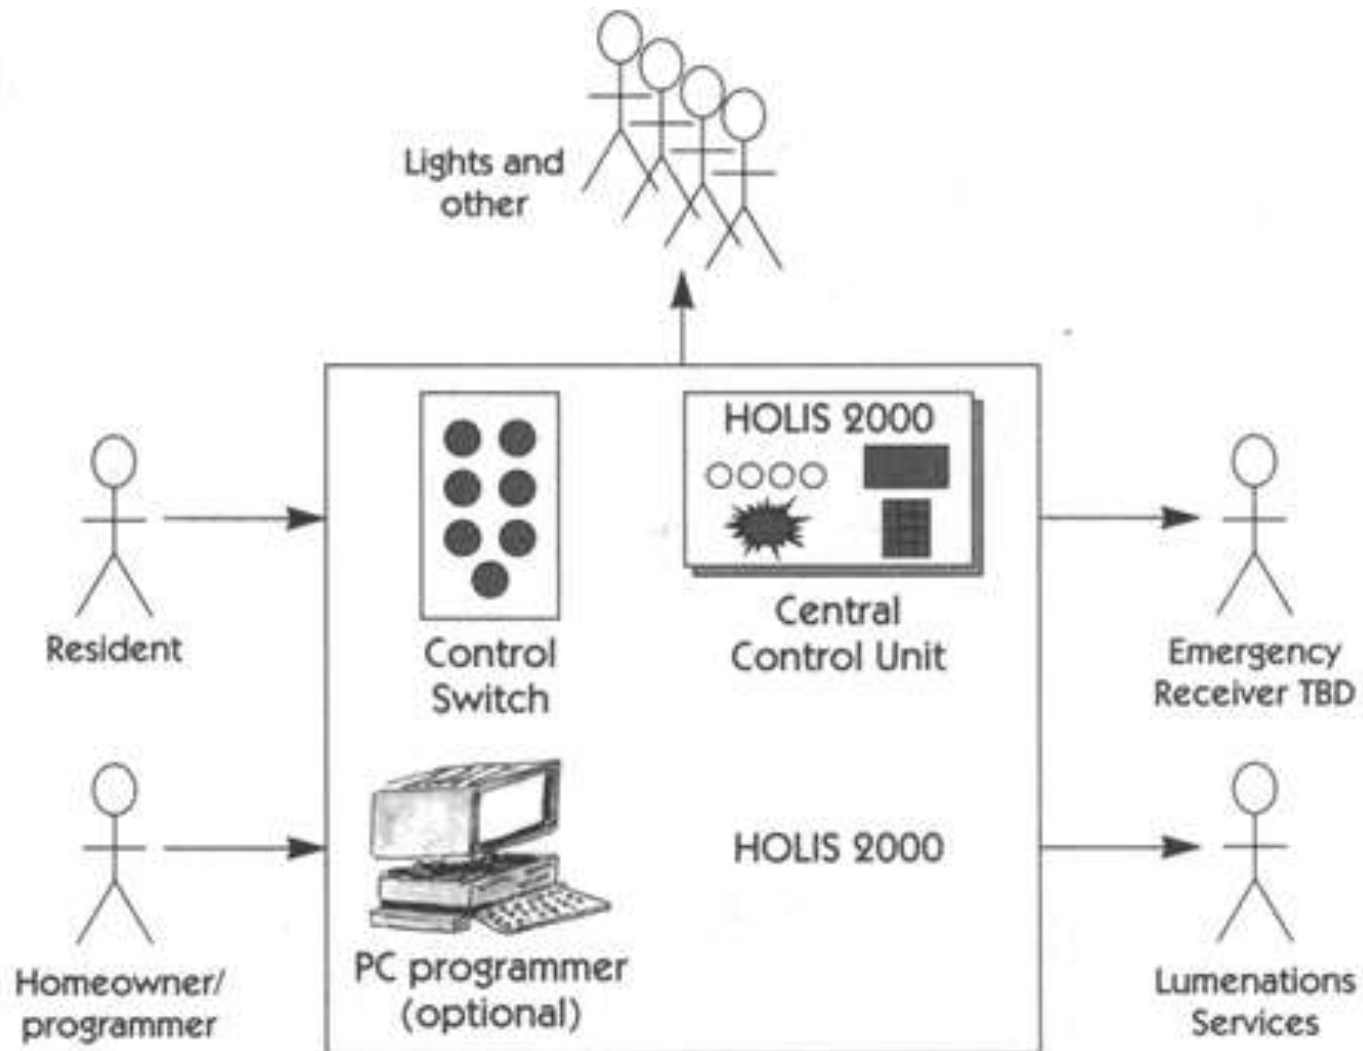 Lights and
other
HOLIS 2000
Resident
Control
Switch
Central
Control Unit
Emergency
Receiver TBD
Homeowner/
programmer
PC programmer
(optional)
HOLIS 2000
Lumenations
Services